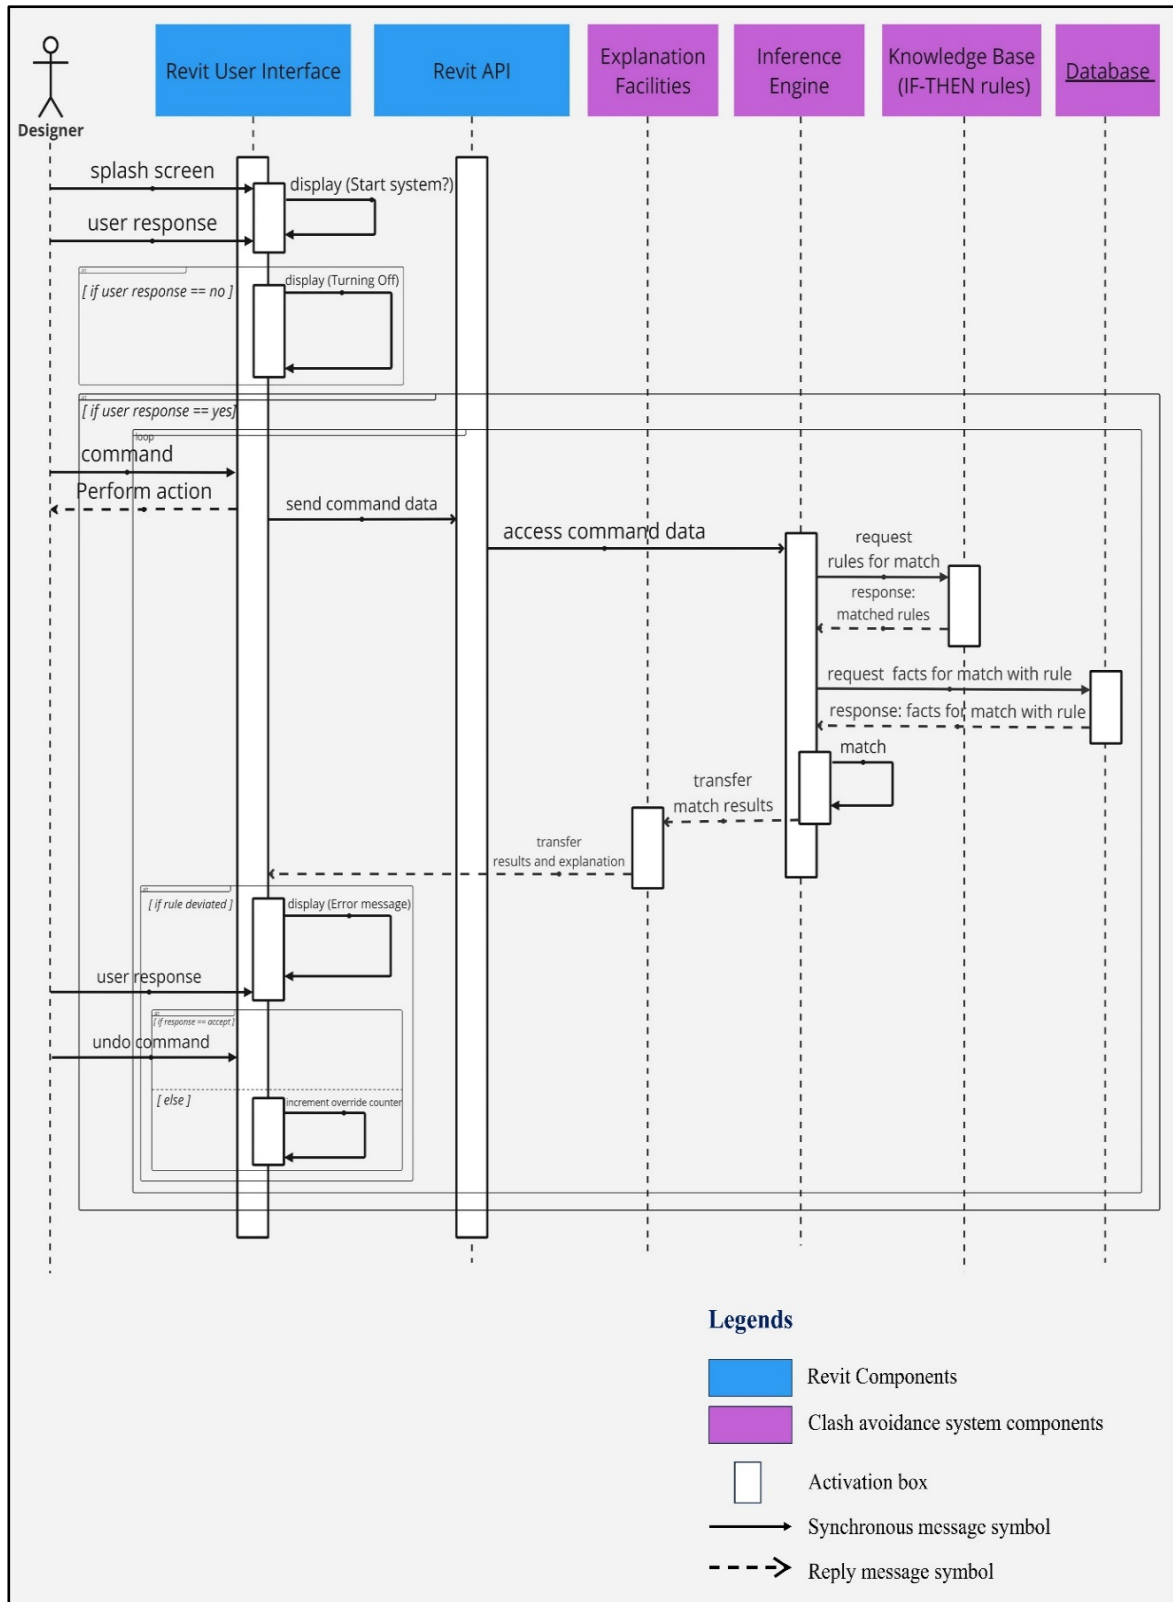 Designer
Revit User Interface
Revit API
Explanation
Facilities
Inference
Engine
Knowledge Base
(IF-THEN rules)
Database
splash screen
display (Start system?)
user response
display (Turning Off)
[ if user response == no ]
[ if user response == yes]
loop
command
Perform action
send command data
access command data
request
rules for match
response:
matched rules
request facts for match with rule
response: facts for match with rule
match
transfer
match results
transfer
results and explanation
[ if rule deviated ]
display (Error message)
user response
[ if response == accept ]
undo command
[ else ]
increment override counter
Legends
Revit Components
Clash avoidance system components
Activation box
Synchronous message symbol
Reply message symbol